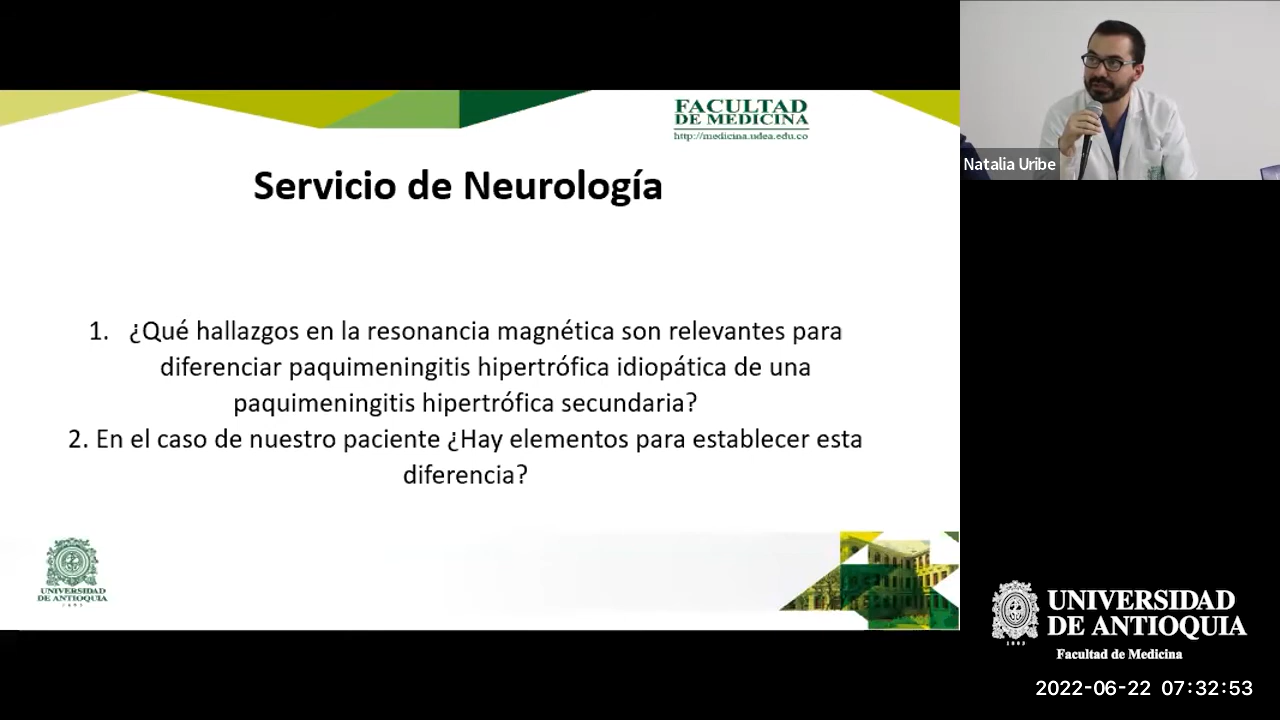 FACULTAD
DE MEDICINA
http://medicina.udea.edu.co
Natalia Uribe
Servicio de Neurología
1. ¿Qué hallazgos en la resonancia magnética son relevantes para
diferenciar paquimeningitis hipertrófica idiopática de una
paquimeningitis hipertrófica secundaria?
2. En el caso de nuestro paciente ¿Hay elementos para establecer esta
diferencia?
UNIVERSIDAD
DE ANTIOQUIA
1803
UNIVERSIDAD
DE ANTIOQUIA
1803
Facultad de Medicina
2022-06-22 07:32:53